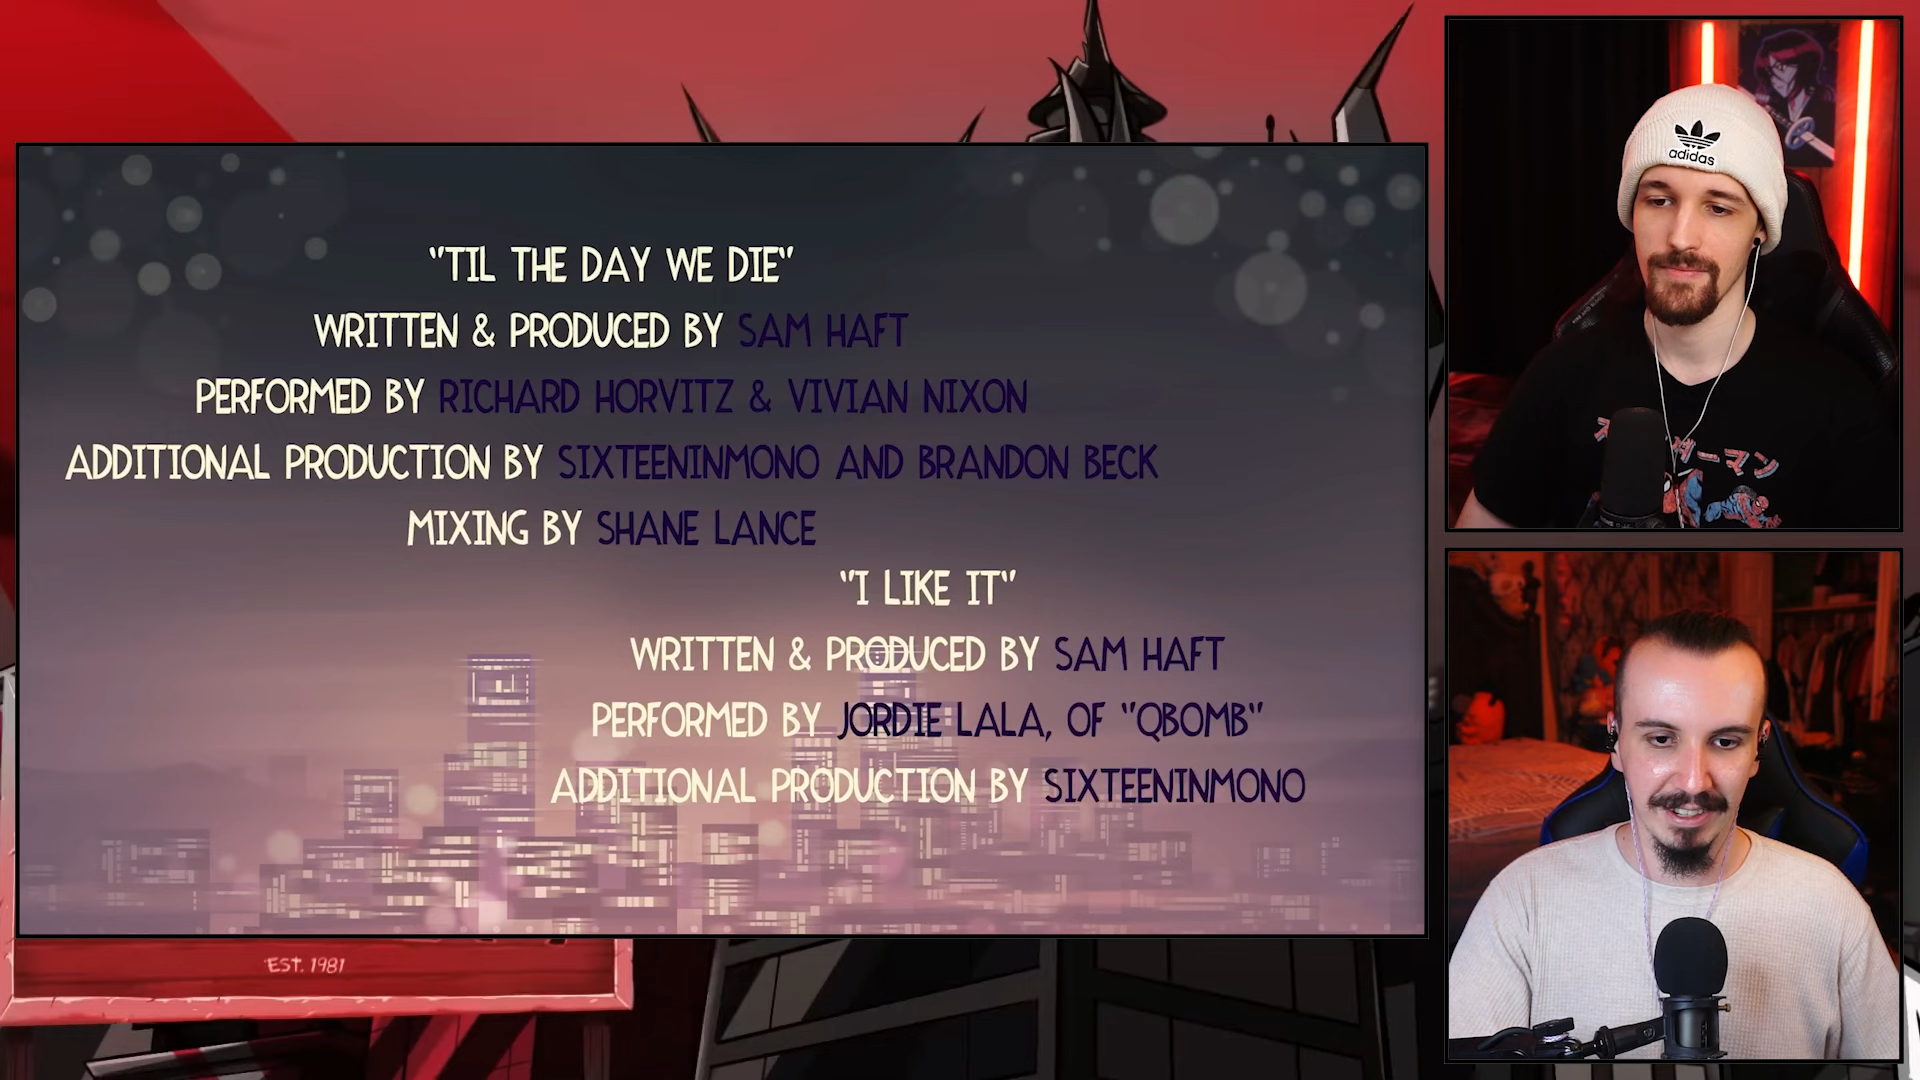 "TIL THE DAY WE DIE"
WRITTEN & PRODUCED BY SAM HAFT
PERFORMED BY RICHARD HORVITZ & VIVIAN NIXON
ADDITIONAL PRODUCTION BY SIXTEENINMONO AND BRANDON BECK
MIXING BY SHANE LANCE
"I LIKE IT"
WRITTEN & PRODUCED BY SAM HAFT
PERFORMED BY JORDIE LALA, OF "QBOMB"
ADDITIONAL PRODUCTION BY SIXTEENINMONO
EST. 1981
adidas